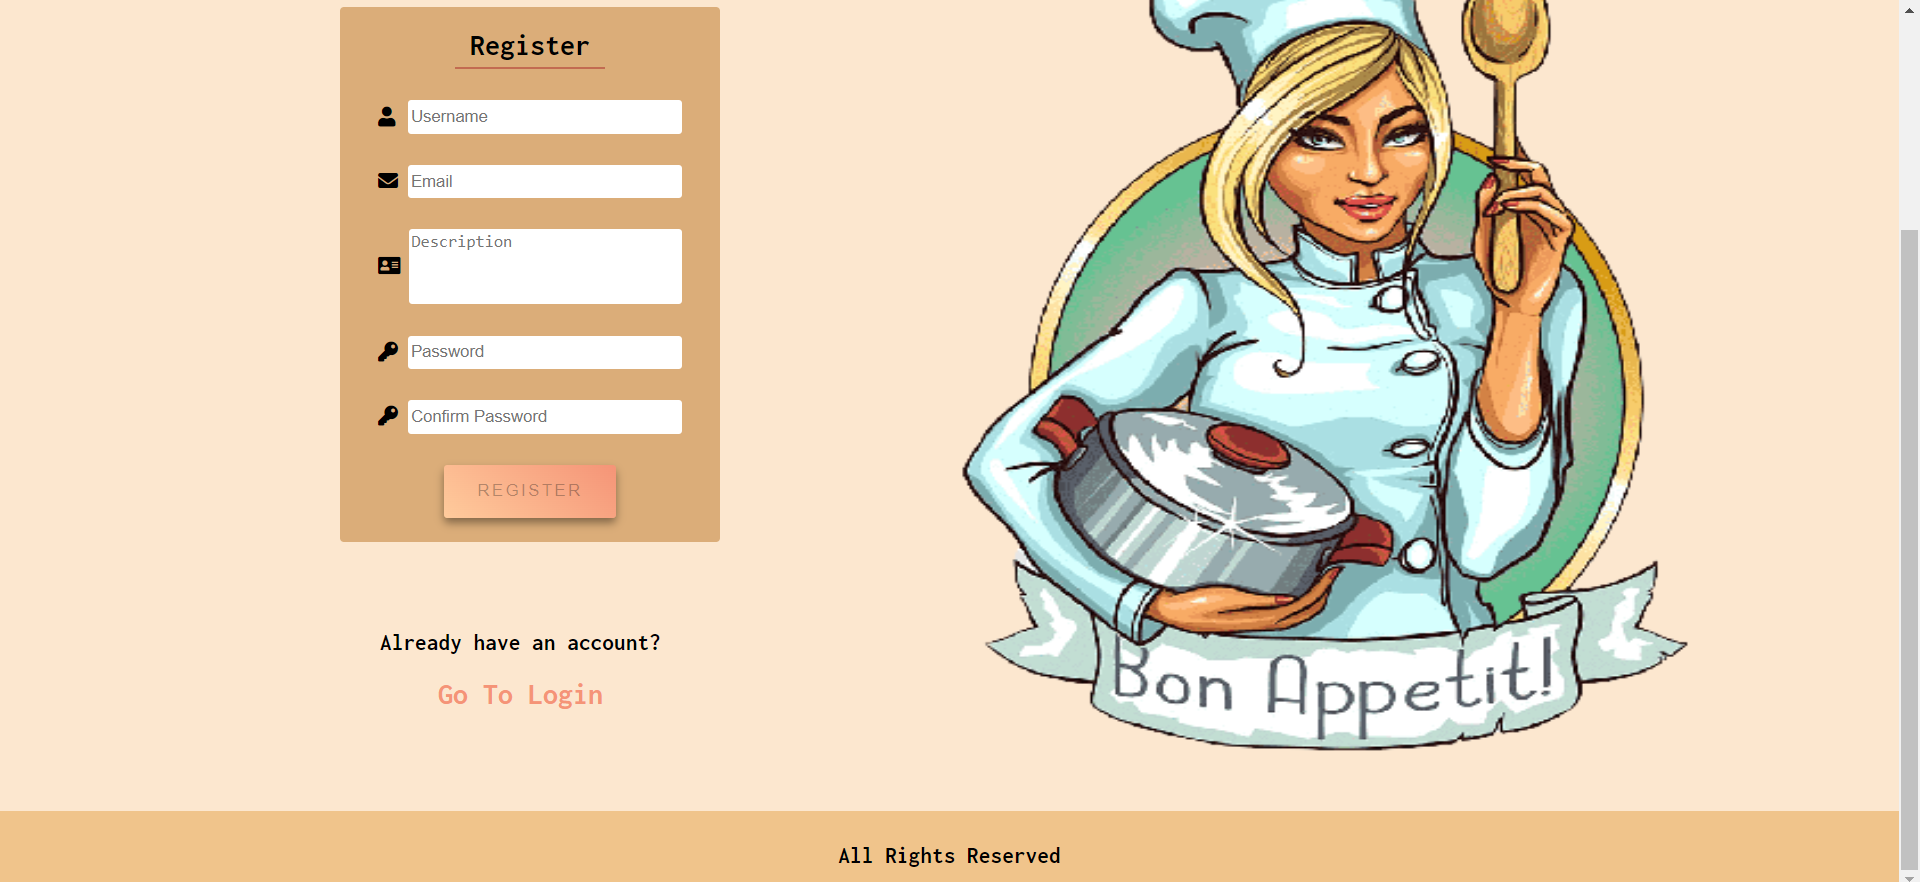 Register
Username
Email
Description
Password
Confirm Password
REGISTER
Already have an account?
Go To Login
Bon Appetit!
All Rights Reserved